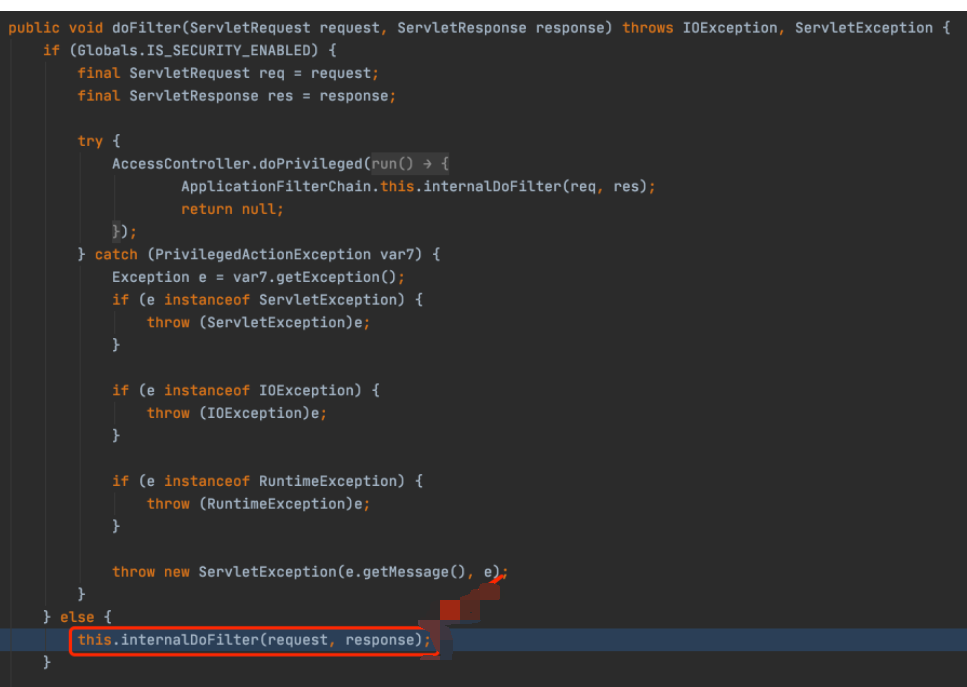 public void doFilter(ServletRequest request, ServletResponse response) throws IOException, ServletException {
    if (Globals.IS_SECURITY_ENABLED) {
        final ServletRequest req = request;
        final ServletResponse res = response;

        try {
            AccessController.doPrivileged(run() → {
                    ApplicationFilterChain.this.internalDoFilter(req, res);
                    return null;
            });
        } catch (PrivilegedActionException var7) {
            Exception e = var7.getException();
            if (e instanceof ServletException) {
                throw (ServletException)e;
            }

            if (e instanceof IOException) {
                throw (IOException)e;
            }

            if (e instanceof RuntimeException) {
                throw (RuntimeException)e;
            }

            throw new ServletException(e.getMessage(), e);
        }
    } else {
        this.internalDoFilter(request, response);
    }